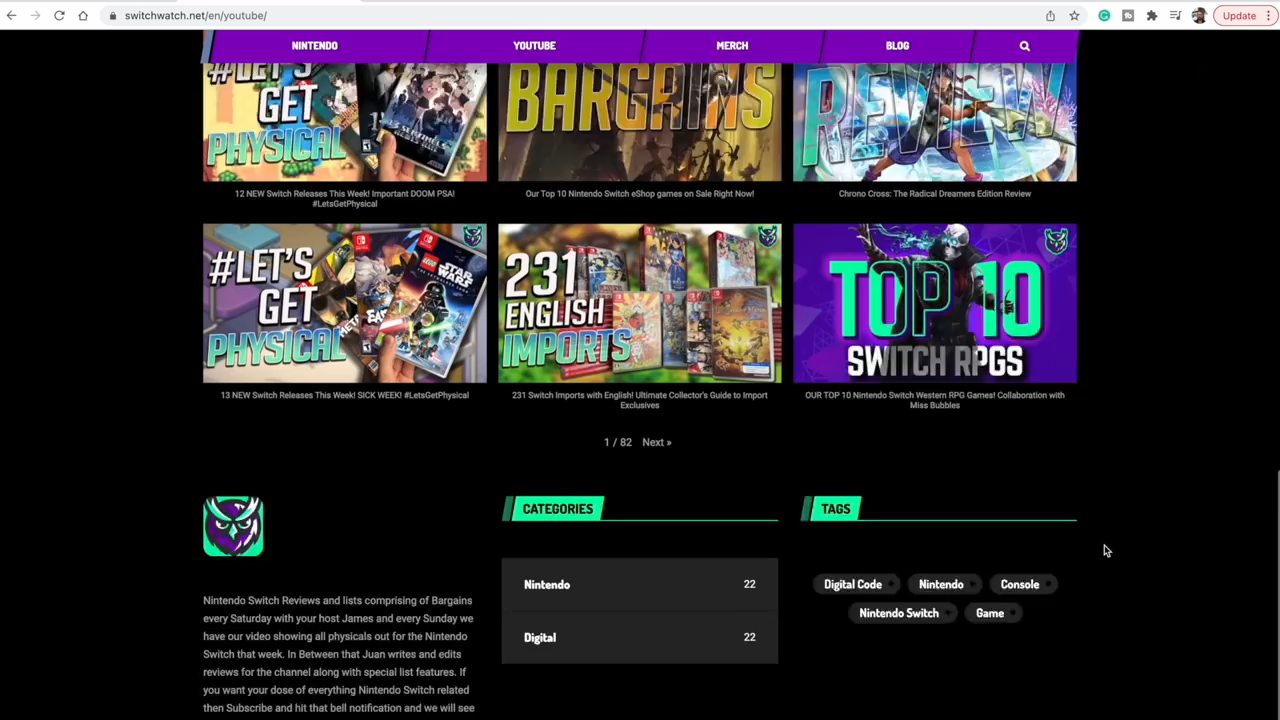 switchwatch.net/en/youtube/
Update
NINTENDO
YOUTUBE
MERCH
BLOG
#LET'S
GET
PHYSICAL
BARGAINS
REVIEW
12 NEW Switch Releases This Week! Important DOOM PSA!
#LetsGetPhysical
Our Top 10 Nintendo Switch eShop games on Sale Right Now!
Chrono Cross: The Radical Dreamers Edition Review
#LET'S
GET
PHYSICAL
STAR
WARS
231
ENGLISH
IMPORTS
TOP 10
SWITCH RPGS
13 NEW Switch Releases This Week! SICK WEEK! #LetsGetPhysical
231 Switch Imports with English! Ultimate Collector's Guide to Import
Exclusives
OUR TOP 10 Nintendo Switch Western RPG Games! Collaboration with
Miss Bubbles
1 / 82 Next »
CATEGORIES
Nintendo 22
Digital 22
TAGS
Digital Code
Nintendo
Console
Nintendo Switch
Game
Nintendo Switch Reviews and lists comprising of Bargains
every Saturday with your host James and every Sunday we
have our video showing all physicals out for the Nintendo
Switch that week. In Between that Juan writes and edits
reviews for the channel along with special list features. If
you want your dose of everything Nintendo Switch related
then Subscribe and hit that bell notification and we will see